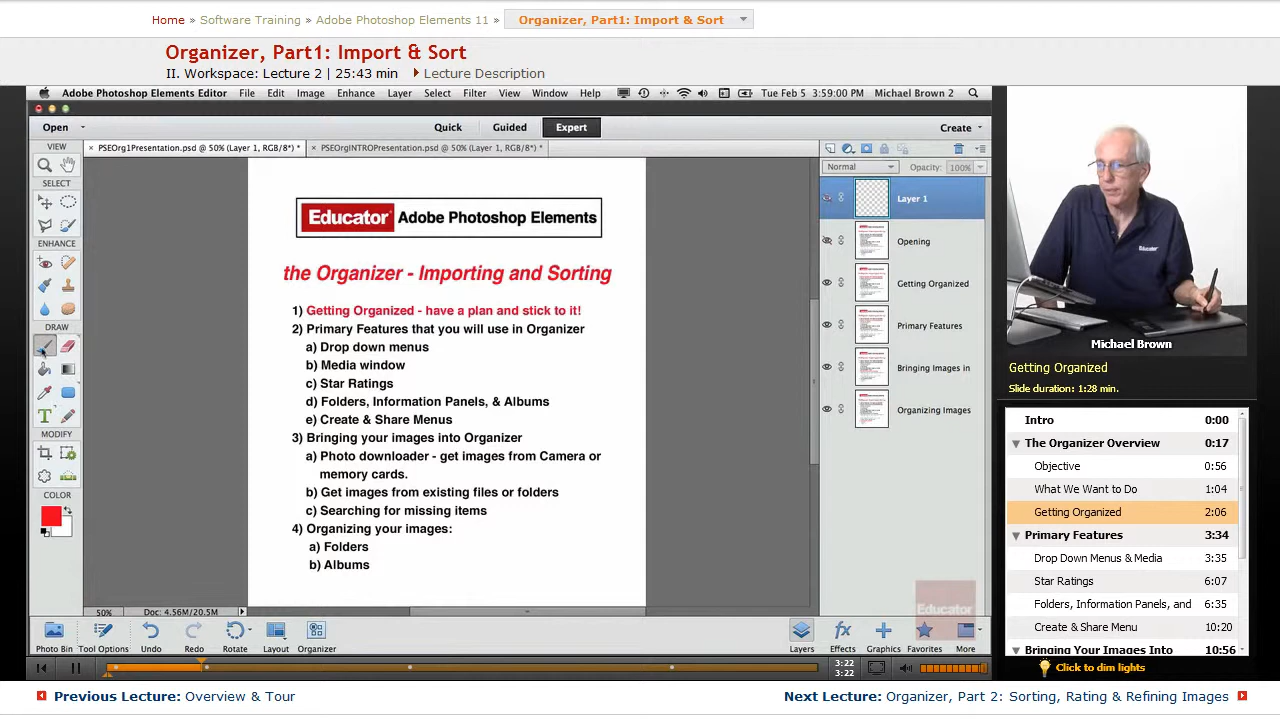 Home » Software Training » Adobe Photoshop Elements 11 » Organizer, Part1: Import & Sort
Organizer, Part1: Import & Sort
II. Workspace: Lecture 2 | 25:43 min Lecture Description
Adobe Photoshop Elements Editor File Edit Image Enhance Layer Select Filter View Window Help Tue Feb 5 3:59:00 PM Michael Brown 2
Open Quick Guided Expert Create
VIEW
× PSEOrg1Presentation.psd @ 50% (Layer 1, RGB/8*) * × PSEOrgINTROPresentation.psd @ 50% (Layer 1, RGB/8*) *
Normal Opacity: 100%
SELECT
ENHANCE
DRAW
MODIFY
COLOR
Educator Adobe Photoshop Elements
the Organizer - Importing and Sorting
1) Getting Organized - have a plan and stick to it!
2) Primary Features that you will use in Organizer
a) Drop down menus
b) Media window
c) Star Ratings
d) Folders, Information Panels, & Albums
e) Create & Share Menus
3) Bringing your images into Organizer
a) Photo downloader - get images from Camera or
memory cards.
b) Get images from existing files or folders
c) Searching for missing items
4) Organizing your images:
a) Folders
b) Albums
Layer 1
Opening
Getting Organized
Primary Features
Bringing Images in
Organizing Images
Educator
50% Doc: 4.56M/20.5M
Photo Bin Tool Options Undo Redo Rotate Layout Organizer Layers Effects Graphics Favorites More
3:22
3:22
Educator
Michael Brown
Getting Organized
Slide duration: 1:28 min.
Intro 0:00
The Organizer Overview 0:17
Objective 0:56
What We Want to Do 1:04
Getting Organized 2:06
Primary Features 3:34
Drop Down Menus & Media 3:35
Star Ratings 6:07
Folders, Information Panels, and 6:35
Create & Share Menu 10:20
Bringing Your Images Into 10:56
Click to dim lights
Previous Lecture: Overview & Tour
Next Lecture: Organizer, Part 2: Sorting, Rating & Refining Images